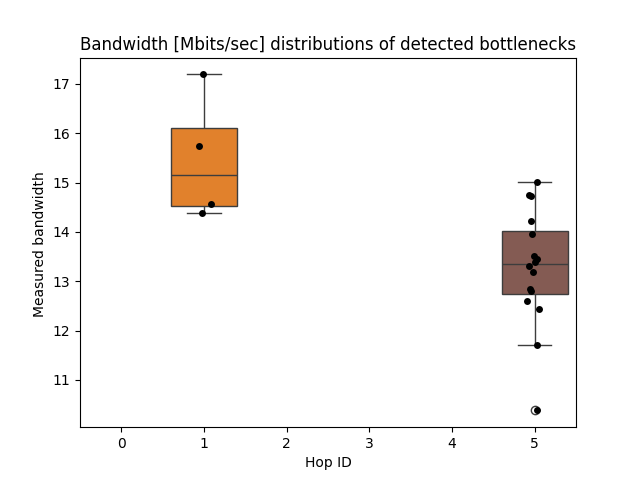 Bandwidth [Mbits/sec] distributions of detected bottlenecks
17
16
15
14
13
12
11
Measured bandwidth
0 1 2 3 4 5
Hop ID